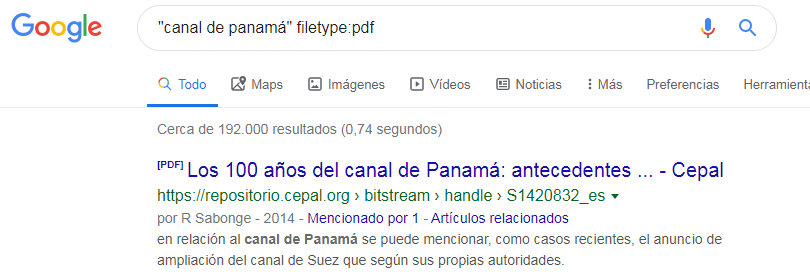 Google "canal de panamá" filetype:pdf
Todo Maps Imágenes Vídeos Noticias Más Preferencias Herramienta
Cerca de 192.000 resultados (0,74 segundos)
[PDF] Los 100 años del canal de Panamá: antecedentes ... - Cepal
https://repositorio.cepal.org › bitstream › handle › S1420832_es
por R Sabonge - 2014 - Mencionado por 1 - Artículos relacionados
en relación al canal de Panamá se puede mencionar, como casos recientes, el anuncio de
ampliación del canal de Suez que según sus propias autoridades.